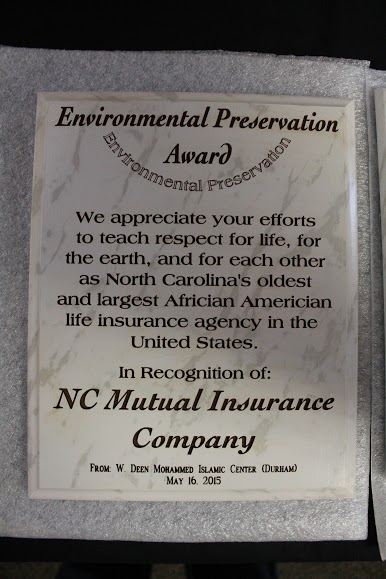 Environmental Preservation
Award
Environmental Preservation
We appreciate your efforts
to teach respect for life, for
the earth, and for each other
as North Carolina's oldest
and largest Africian Americian
life insurance agency in the
United States.
In Recognition of:
NC Mutual Insurance
Company
From: W. Deen Mohammed Islamic Center (Durham)
May 16, 2015